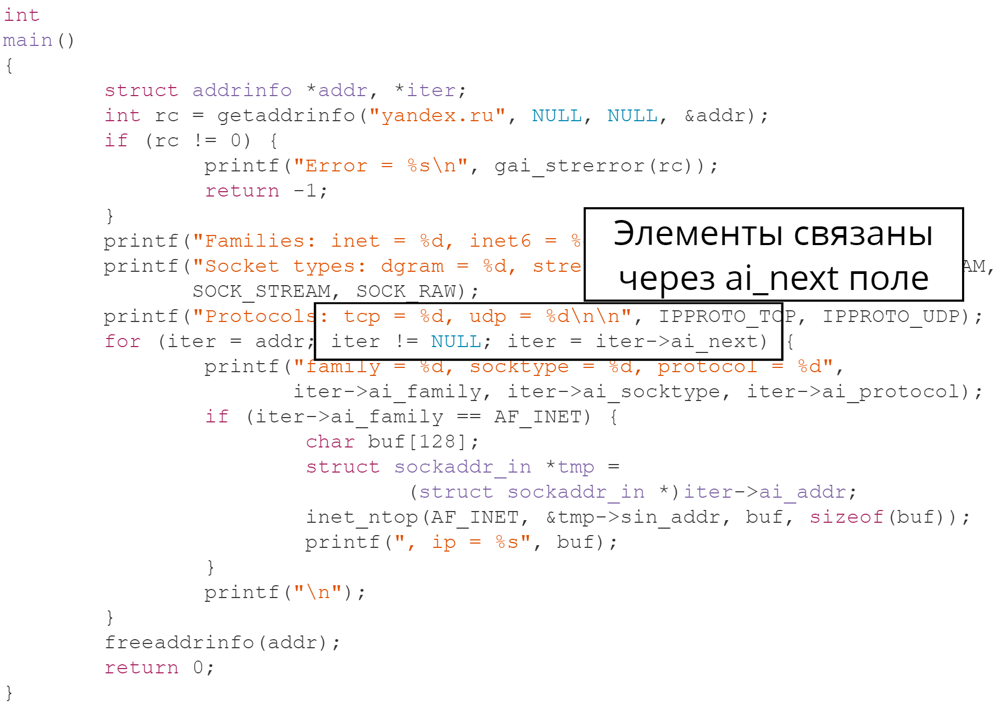 int
main()
{
struct addrinfo *addr, *iter;
int rc = getaddrinfo("yandex.ru", NULL, NULL, &addr);
if (rc != 0) {
printf("Error = %s\n", gai_strerror(rc));
return -1;
}
printf("Families: inet = %d, inet6 = %
printf("Socket types: dgram = %d, stre AM,
Элементы связаны
через ai_next поле
SOCK_STREAM, SOCK_RAW);
printf("Protocols: tcp = %d, udp = %d\n\n", IPPROTO_TCP, IPPROTO_UDP);
for (iter = addr; iter != NULL; iter = iter->ai_next) {
printf("family = %d, socktype = %d, protocol = %d",
iter->ai_family, iter->ai_socktype, iter->ai_protocol);
if (iter->ai_family == AF_INET) {
char buf[128];
struct sockaddr_in *tmp =
(struct sockaddr_in *)iter->ai_addr;
inet_ntop(AF_INET, &tmp->sin_addr, buf, sizeof(buf));
printf(", ip = %s", buf);
}
printf("\n");
}
freeaddrinfo(addr);
return 0;
}